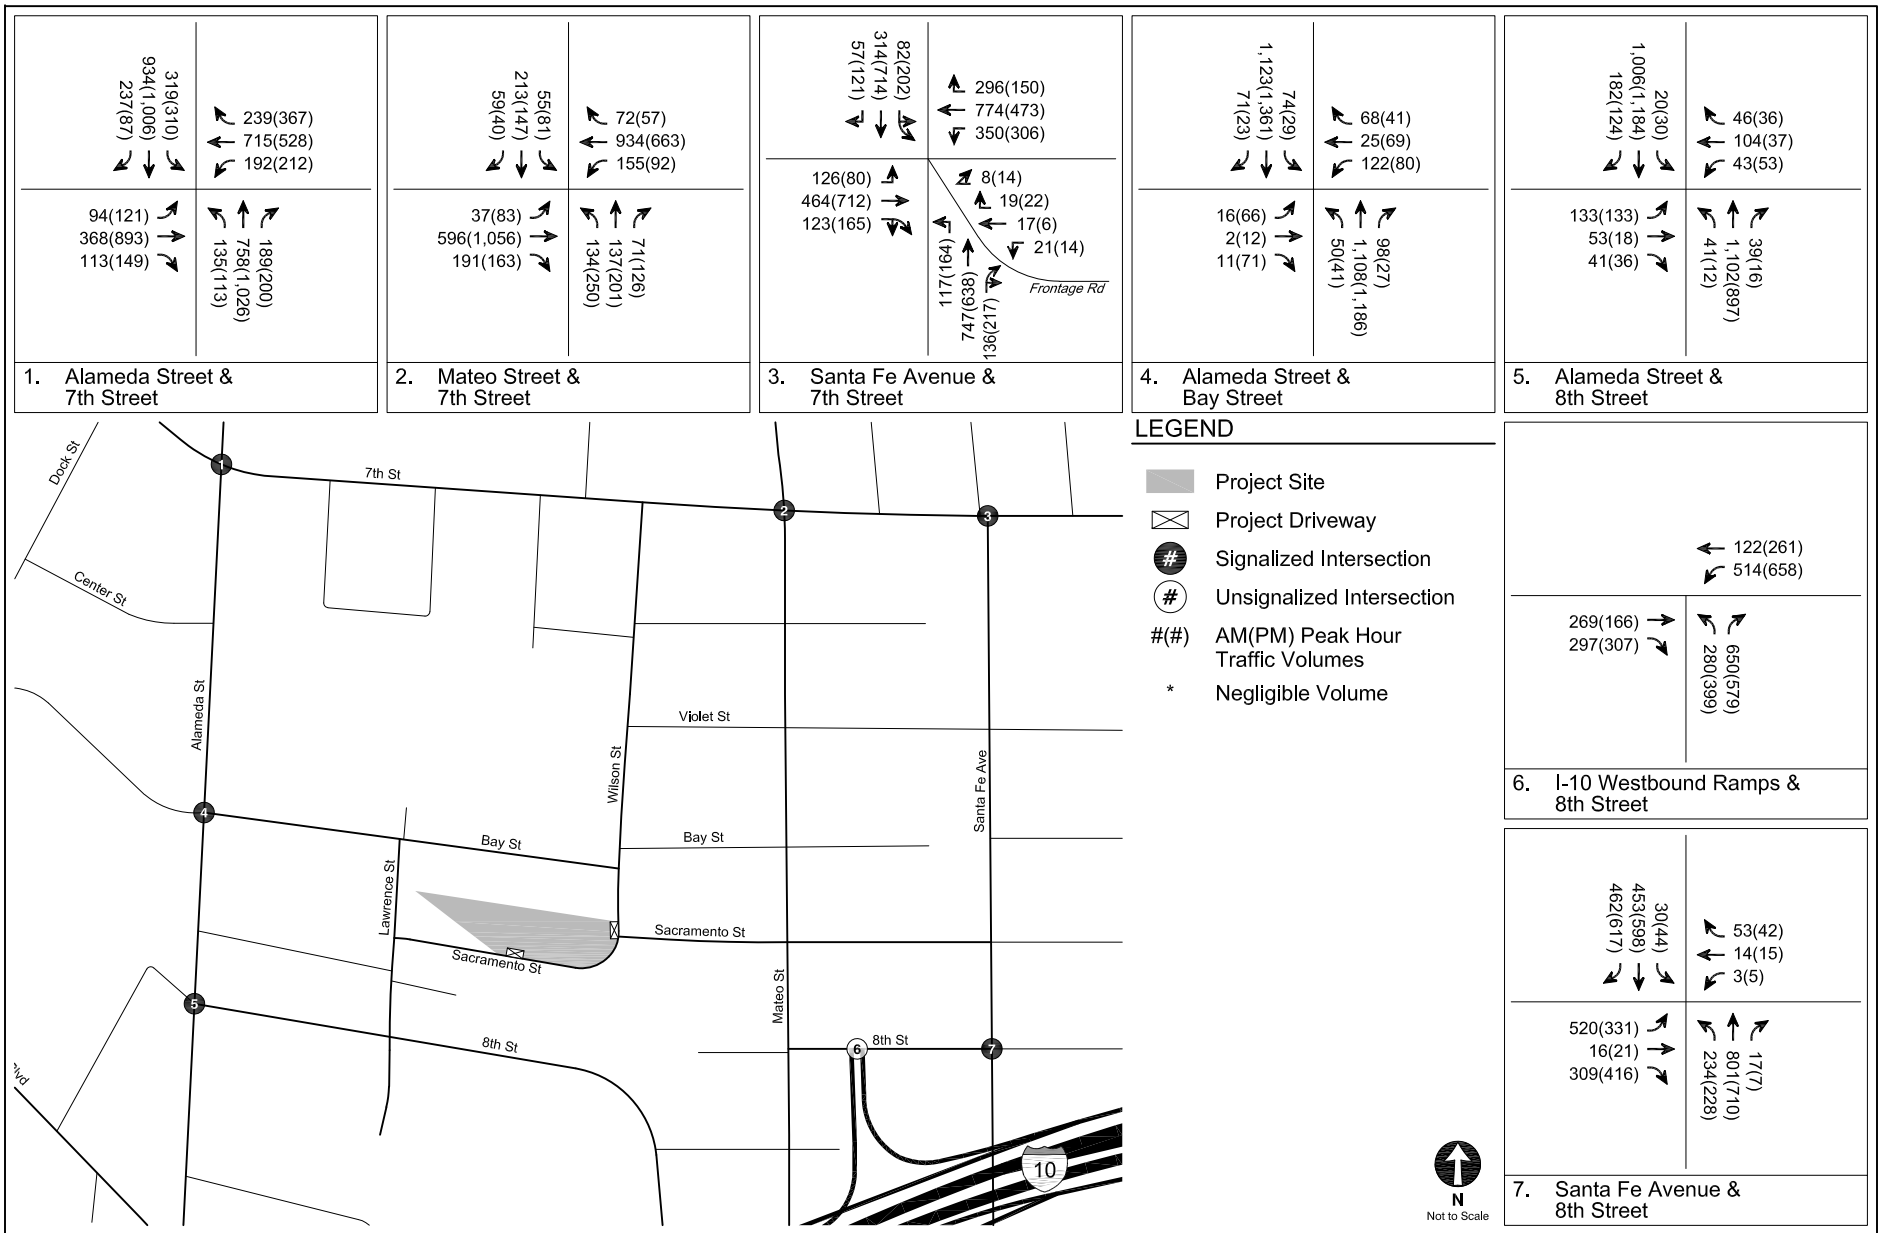 237(87)
934(1,006)
319(310)
239(367)
715(528)
192(212)
94(121)
368(893)
113(149)
135(113)
758(1,026)
189(200)
1. Alameda Street &
7th Street
59(40)
213(147)
55(81)
72(57)
934(663)
155(92)
37(83)
596(1,056)
191(163)
134(250)
137(201)
71(126)
2. Mateo Street &
7th Street
57(121)
314(714)
82(202)
296(150)
774(473)
350(306)
126(80)
464(712)
123(165)
8(14)
19(22)
17(6)
21(14)
117(164)
747(638)
136(217)
Frontage Rd
3. Santa Fe Avenue &
7th Street
71(23)
1,123(1,361)
74(29)
68(41)
25(69)
122(80)
16(66)
2(12)
11(71)
50(41)
1,108(1,186)
98(27)
4. Alameda Street &
Bay Street
182(124)
1,006(1,184)
20(30)
46(36)
104(37)
43(53)
133(133)
53(18)
41(36)
41(12)
1,102(897)
39(16)
5. Alameda Street &
8th Street
LEGEND
Project Site
Project Driveway
# Signalized Intersection
# Unsignalized Intersection
#(#) AM(PM) Peak Hour
Traffic Volumes
* Negligible Volume
122(261)
514(658)
269(166)
297(307)
280(399)
650(579)
6. I-10 Westbound Ramps &
8th Street
462(617)
453(598)
30(44)
53(42)
14(15)
3(5)
520(331)
16(21)
309(416)
234(228)
801(710)
17(7)
7. Santa Fe Avenue &
8th Street
Dock St
1
7th St
2
3
Center St
Alameda St
Violet St
Wilson St
Santa Fe Ave
4
Bay St
Bay St
Lawrence St
Sacramento St
Sacramento St
Mateo St
5
8th St
6
8th St
7
lvd
10
N
Not to Scale